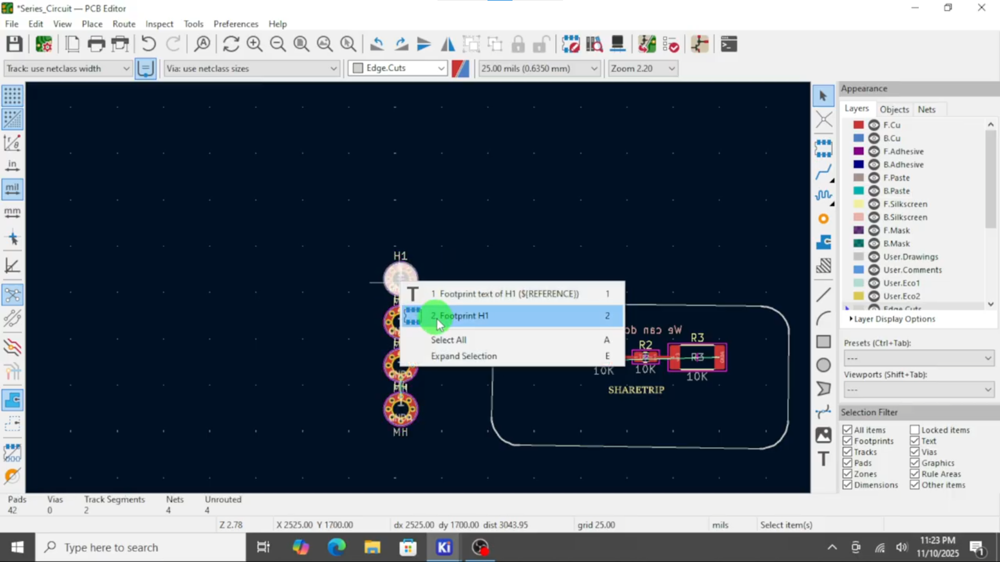 *Series_Circuit — PCB Editor
File Edit View Place Route Inspect Tools Preferences Help
Track: use netclass width
Via: use netclass sizes
Edge.Cuts
25.00 mils (0.6350 mm)
Zoom 2.20
in
mil
mm
H1
1 Footprint text of H1 (${REFERENCE}) 1
2 Footprint H1 2
Select All A
Expand Selection E
We can do
R2
R3
R3
10K
10K
10K
SHARETRIP
MH
MH
Appearance
Layers Objects Nets
F.Cu
B.Cu
F.Adhesive
B.Adhesive
F.Paste
B.Paste
F.Silkscreen
B.Silkscreen
F.Mask
B.Mask
User.Drawings
User.Comments
User.Eco1
User.Eco2
Edge.Cuts
Layer Display Options
Presets (Ctrl+Tab):
---
Viewports (Shift+Tab):
---
Selection Filter
All items Locked items
Footprints Text
Tracks Vias
Pads Graphics
Zones Rule Areas
Dimensions Other items
Pads Vias Track Segments Nets Unrouted
42 0 2 4 4
Z 2.78 X 2525.00 Y 1700.00 dx 2525.00 dy 1700.00 dist 3043.95 grid 25.00 mils Select item(s)
Type here to search
Ki
11:23 PM
11/10/2025
1